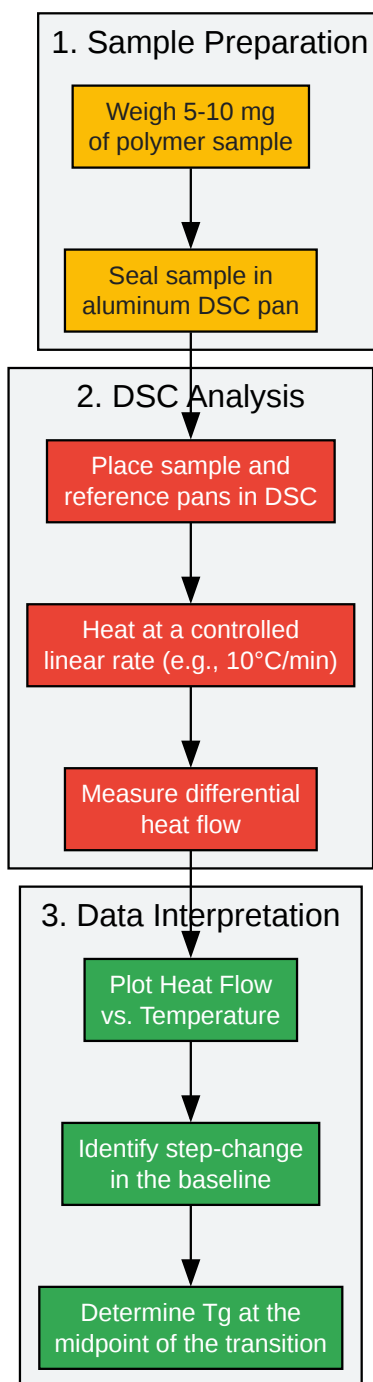 1. Sample Preparation
Weigh 5-10 mg
of polymer sample
Seal sample in
aluminum DSC pan
2. DSC Analysis
Place sample and
reference pans in DSC
Heat at a controlled
linear rate (e.g., 10°C/min)
Measure differential
heat flow
3. Data Interpretation
Plot Heat Flow
vs. Temperature
Identify step-change
in the baseline
Determine Tg at the
midpoint of the transition